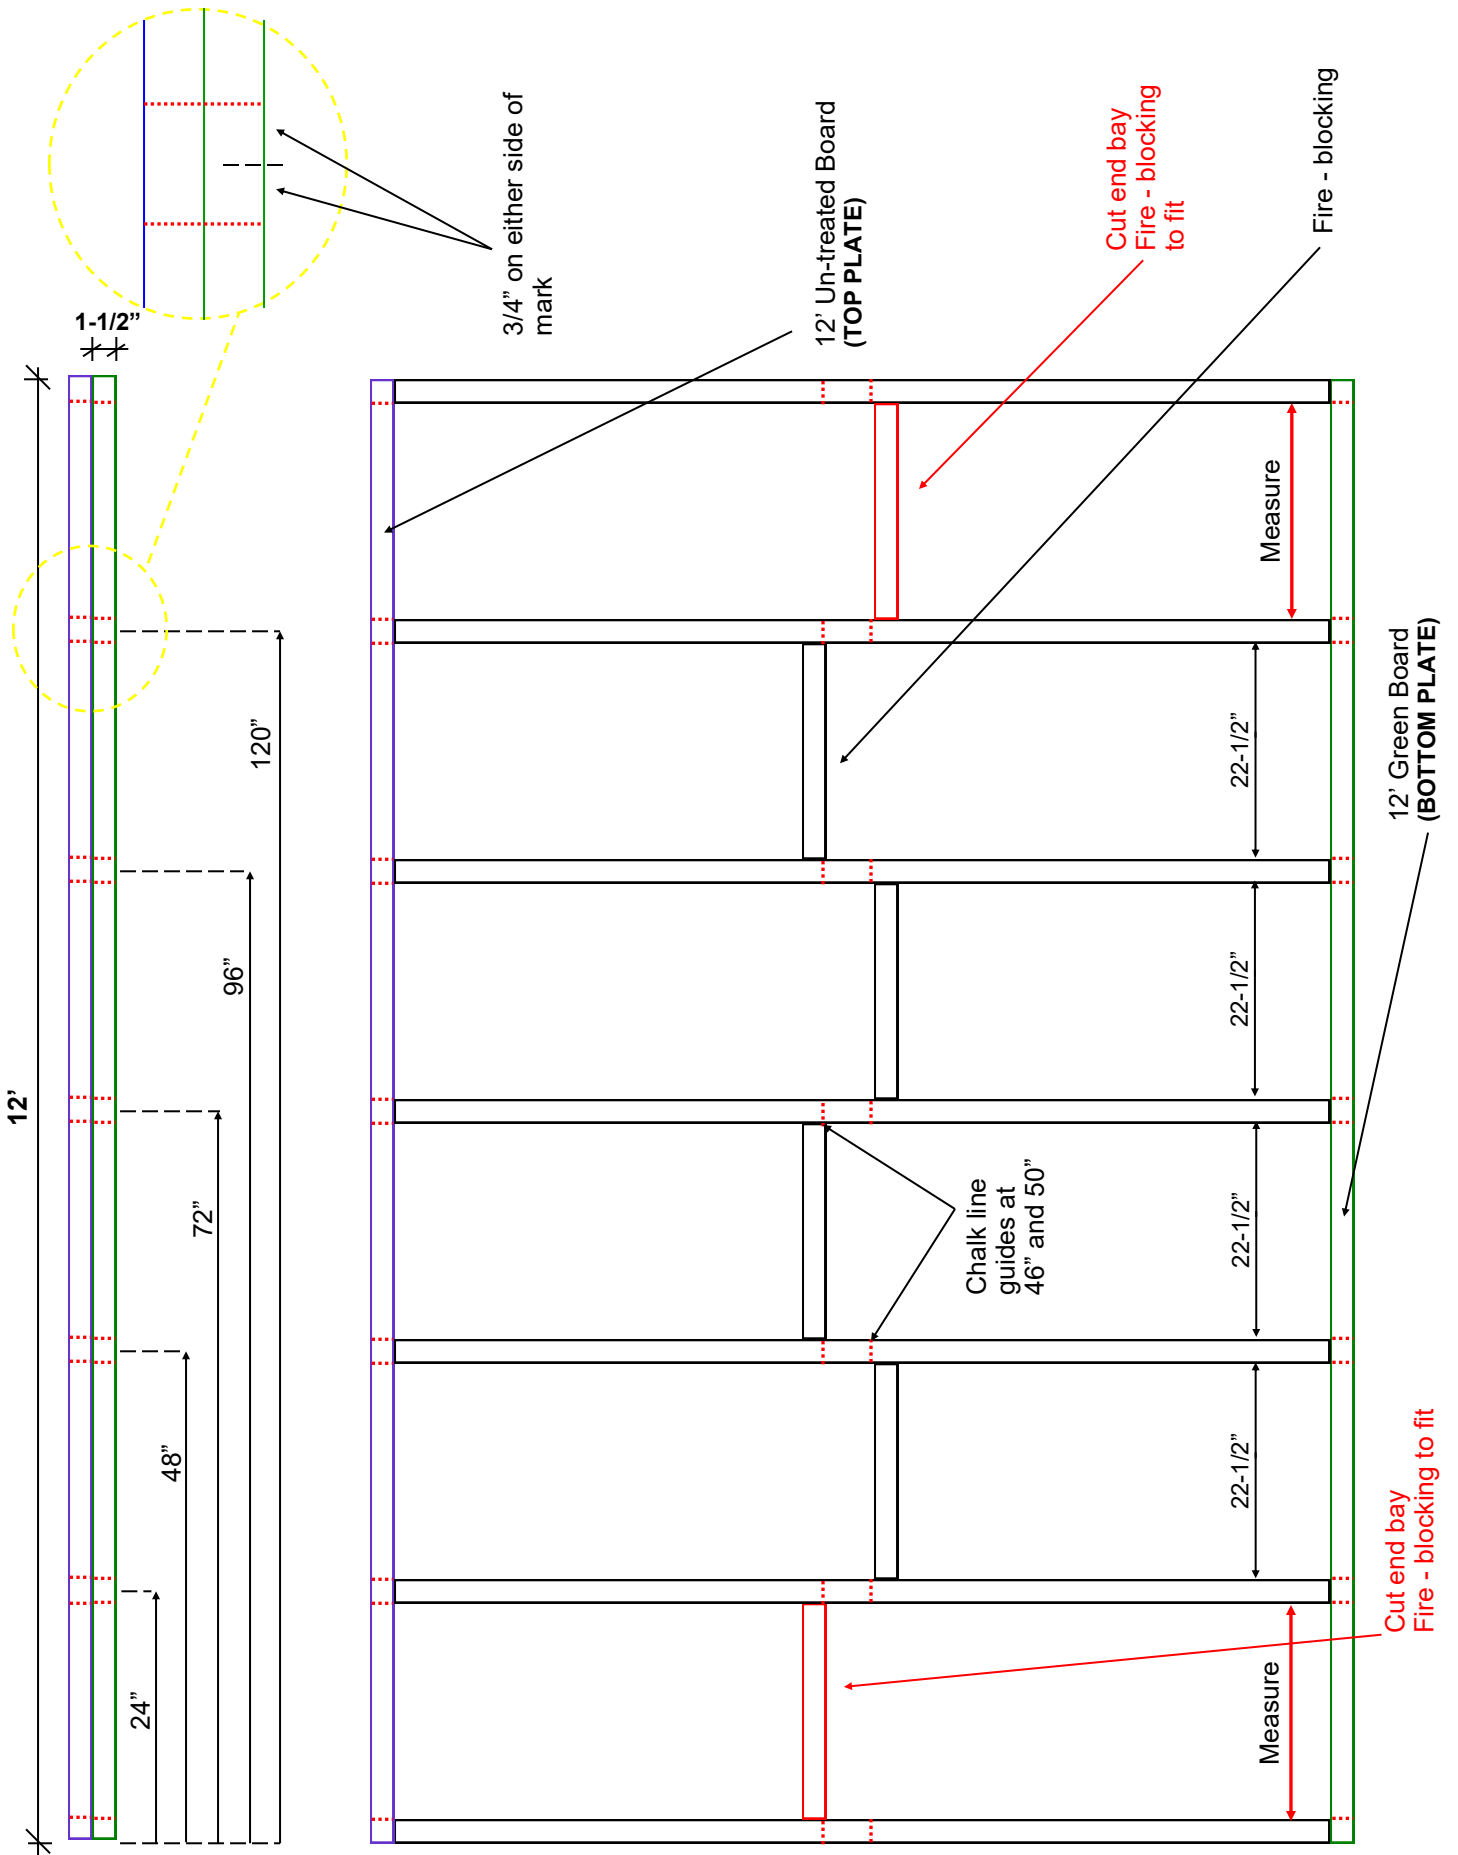 12’
1-1/2”
24”
48”
72”
96”
120”
3/4” on either side of
mark
12’ Un-treated Board
(TOP PLATE)
Cut end bay
Fire - blocking
to fit
Fire - blocking
Chalk line
guides at
46” and 50”
Measure
22-1/2”
22-1/2”
22-1/2”
22-1/2”
Measure
Cut end bay
Fire - blocking to fit
12’ Green Board
(BOTTOM PLATE)